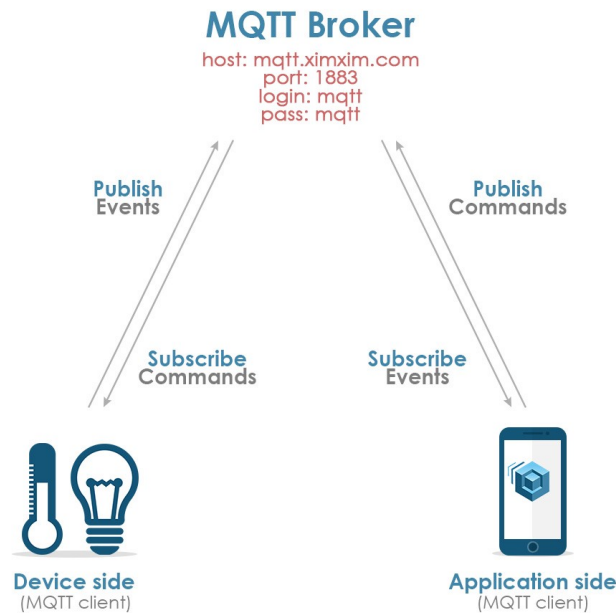 MQTT Broker
host: mqtt.ximxim.com
port: 1883
login: mqtt
pass: mqtt
Publish
Events
Publish
Commands
Subscribe
Commands
Subscribe
Events
Device side
(MQTT client)
Application side
(MQTT client)